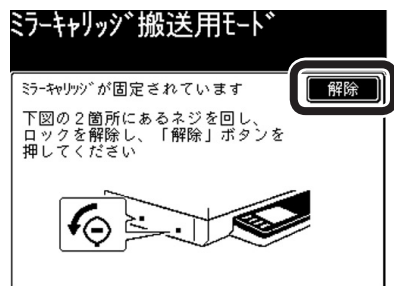 ﾐﾗｰｷｬﾘｯｼﾞ搬送用ﾓｰﾄﾞ
ﾐﾗｰｷｬﾘｯｼﾞが固定されています
解除
下図の２箇所にあるネジを回し、
ロックを解除し、「解除」ボタンを
押してください